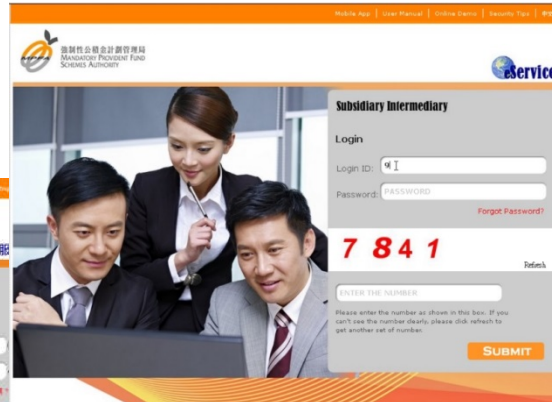 Mobile App | User Manual | Online Demo | Security Tips | 中文
強制性公積金計劃管理局
MANDATORY PROVIDENT FUND
SCHEMES AUTHORITY
eService
Subsidiary Intermediary
Login
Login ID: 9
Password: PASSWORD
Forgot Password?
7 8 4 1
Refresh
ENTER THE NUMBER
Please enter the number as shown in this box. If you
can't see the number clearly, please click refresh to
get another set of number.
SUBMIT